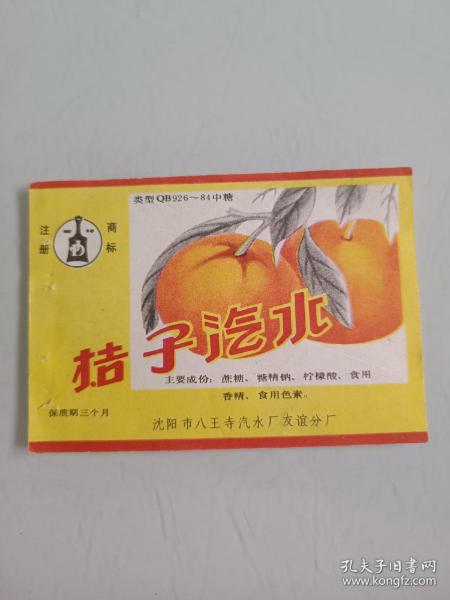 类型QB926～84中糖
注册
商标
桔子汽水
主要成份：蔗糖、糖精钠、柠檬酸、食用
香精、食用色素。
保质期三个月
沈阳市八王寺汽水厂友谊分厂
孔夫子旧书网
www.kongfz.com